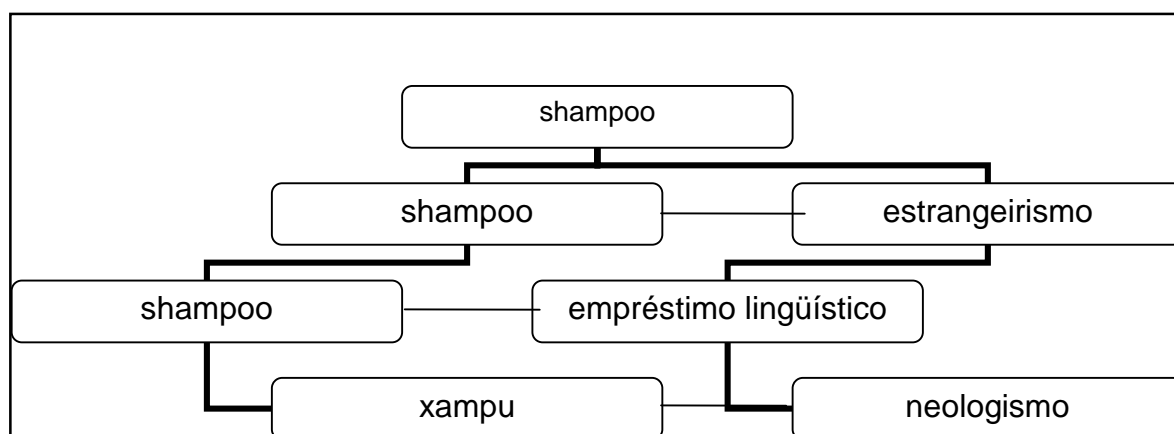 shampoo
shampoo estrangeirismo
shampoo empréstimo lingüístico
xampu neologismo